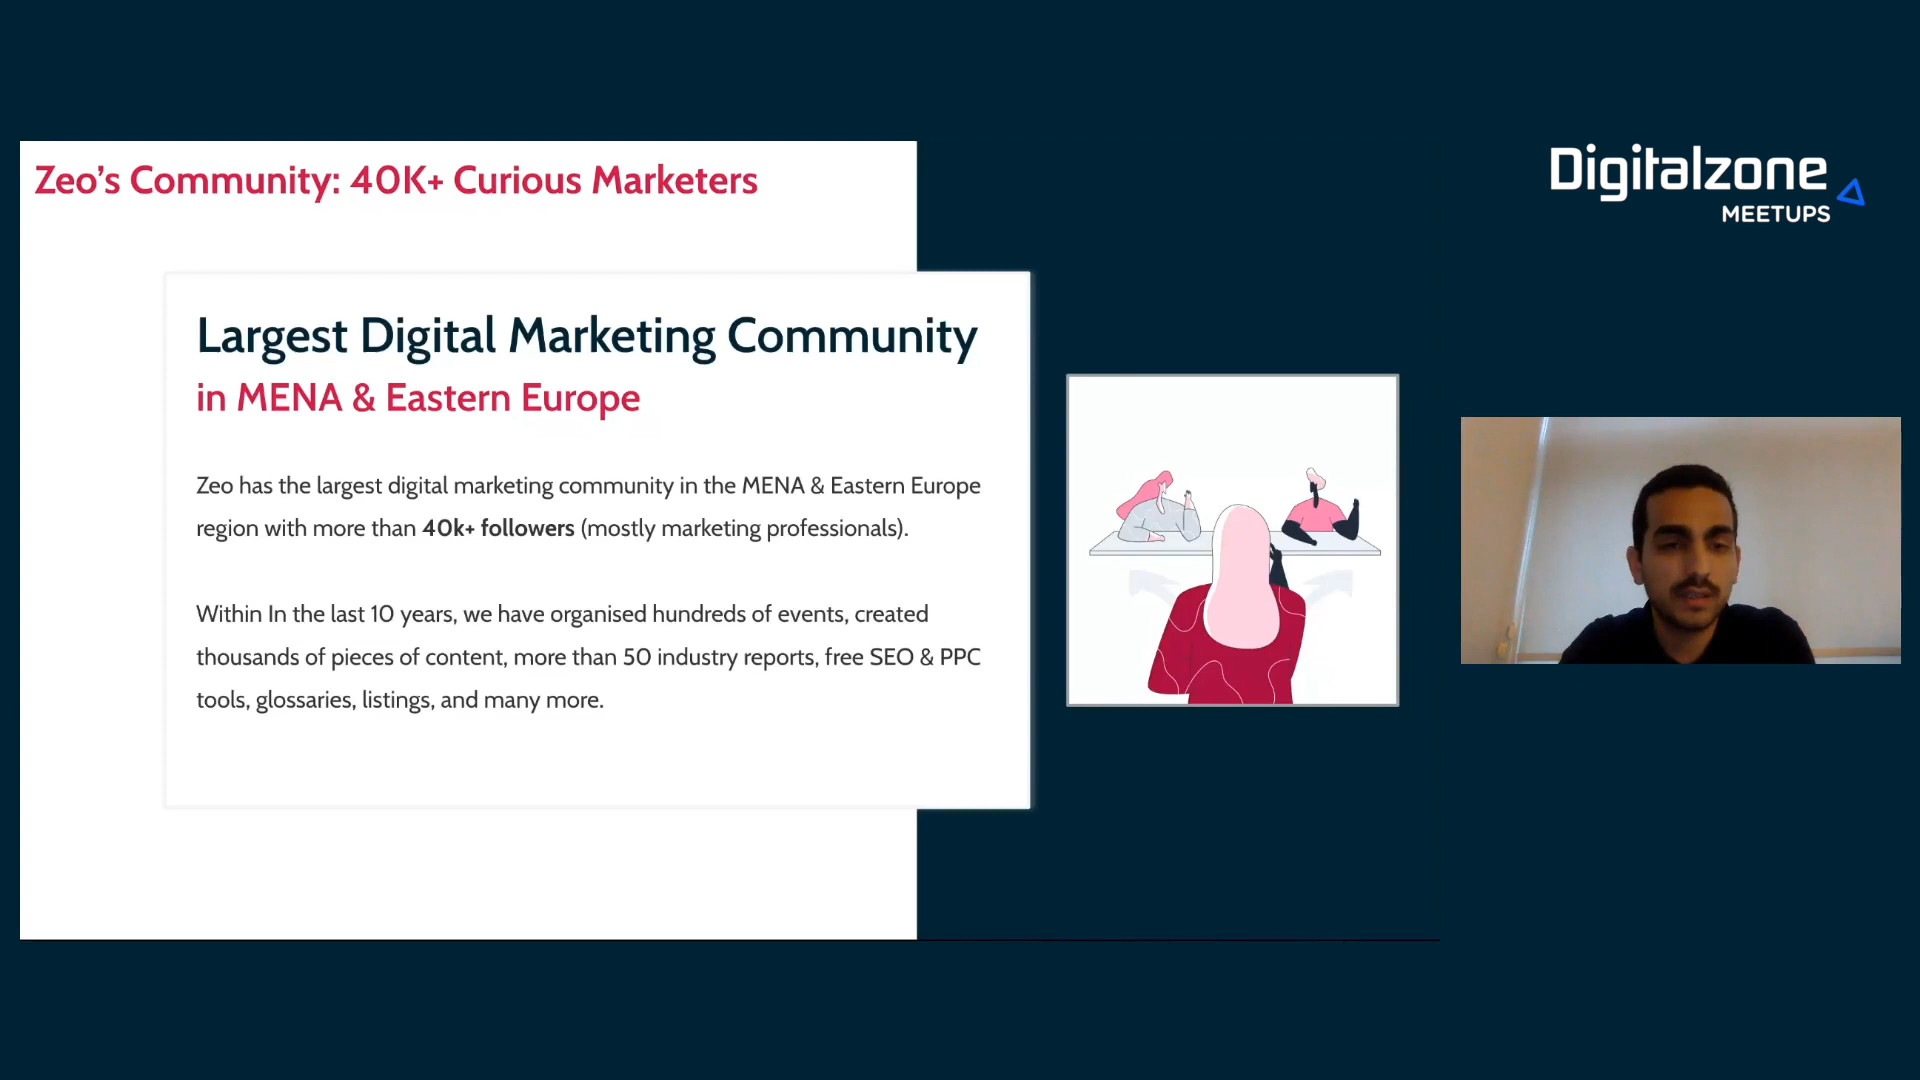 Zeo's Community: 40K+ Curious Marketers
Digitalzone
MEETUPS
Largest Digital Marketing Community
in MENA & Eastern Europe
Zeo has the largest digital marketing community in the MENA & Eastern Europe
region with more than 40k+ followers (mostly marketing professionals).
Within In the last 10 years, we have organised hundreds of events, created
thousands of pieces of content, more than 50 industry reports, free SEO & PPC
tools, glossaries, listings, and many more.